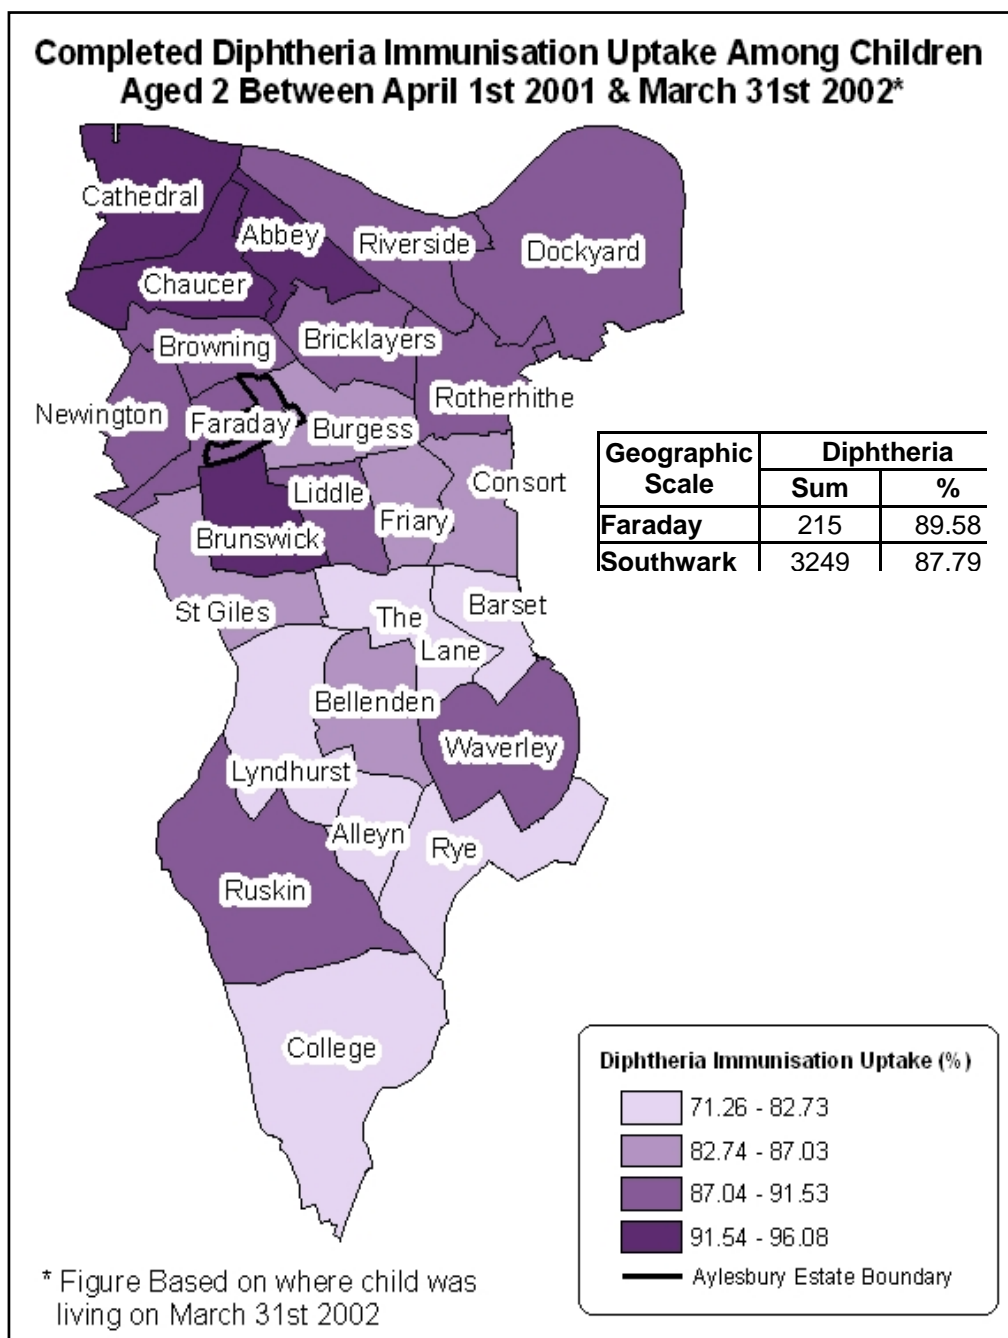 Completed Diphtheria Immunisation Uptake Among Children
Aged 2 Between April 1st 2001 & March 31st 2002*
Cathedral
Abbey
Riverside
Dockyard
Chaucer
Browning
Bricklayers
Newington
Faraday
Burgess
Rotherhithe
Liddle
Consort
Friary
Brunswick
St Giles
The
Lane
Barset
Bellenden
Waverley
Lyndhurst
Alleyn
Rye
Ruskin
College
Geographic Diphtheria
Scale Sum %
Faraday 215 89.58
Southwark 3249 87.79
Diphtheria Immunisation Uptake (%)
71.26 - 82.73
82.74 - 87.03
87.04 - 91.53
91.54 - 96.08
Aylesbury Estate Boundary
* Figure Based on where child was
living on March 31st 2002